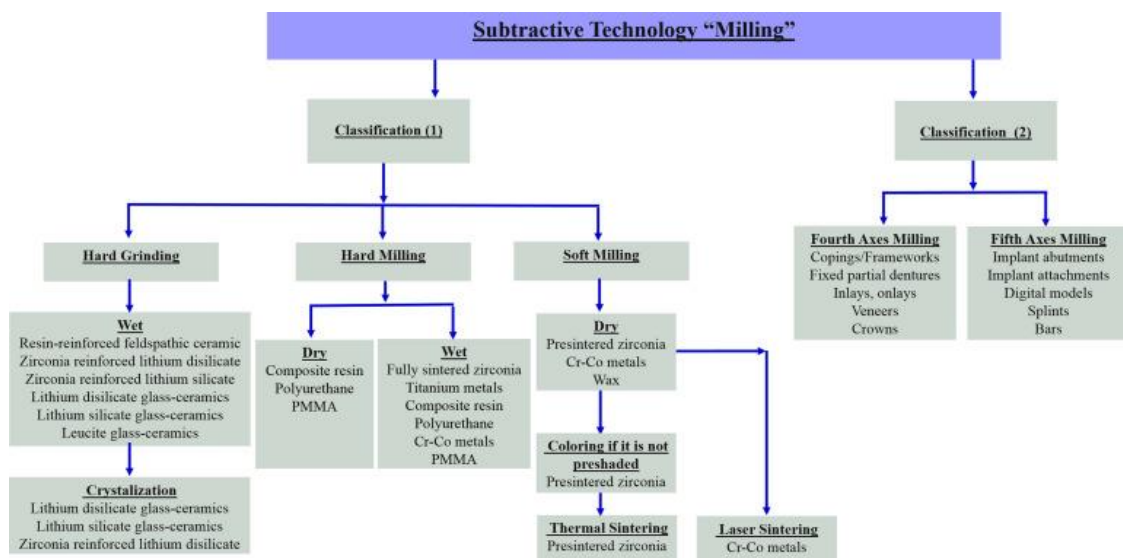 Subtractive Technology “Milling”
Classification (1)
Classification (2)
Hard Grinding
Hard Milling
Soft Milling
Fourth Axes Milling
Copings/Frameworks
Fixed partial dentures
Inlays, onlays
Veneers
Crowns
Fifth Axes Milling
Implant abutments
Implant attachments
Digital models
Splints
Bars
Wet
Resin-reinforced feldspathic ceramic
Zirconia reinforced lithium disilicate
Zirconia reinforced lithium silicate
Lithium disilicate glass-ceramics
Lithium silicate glass-ceramics
Leucite glass-ceramics
Dry
Composite resin
Polyurethane
PMMA
Wet
Fully sintered zirconia
Titanium metals
Composite resin
Polyurethane
Cr-Co metals
PMMA
Dry
Presintered zirconia
Cr-Co metals
Wax
Coloring if it is not
preshaded
Presintered zirconia
Crystalization
Lithium disilicate glass-ceramics
Lithium silicate glass-ceramics
Zirconia reinforced lithium disilicate
Thermal Sintering
Presintered zirconia
Laser Sintering
Cr-Co metals